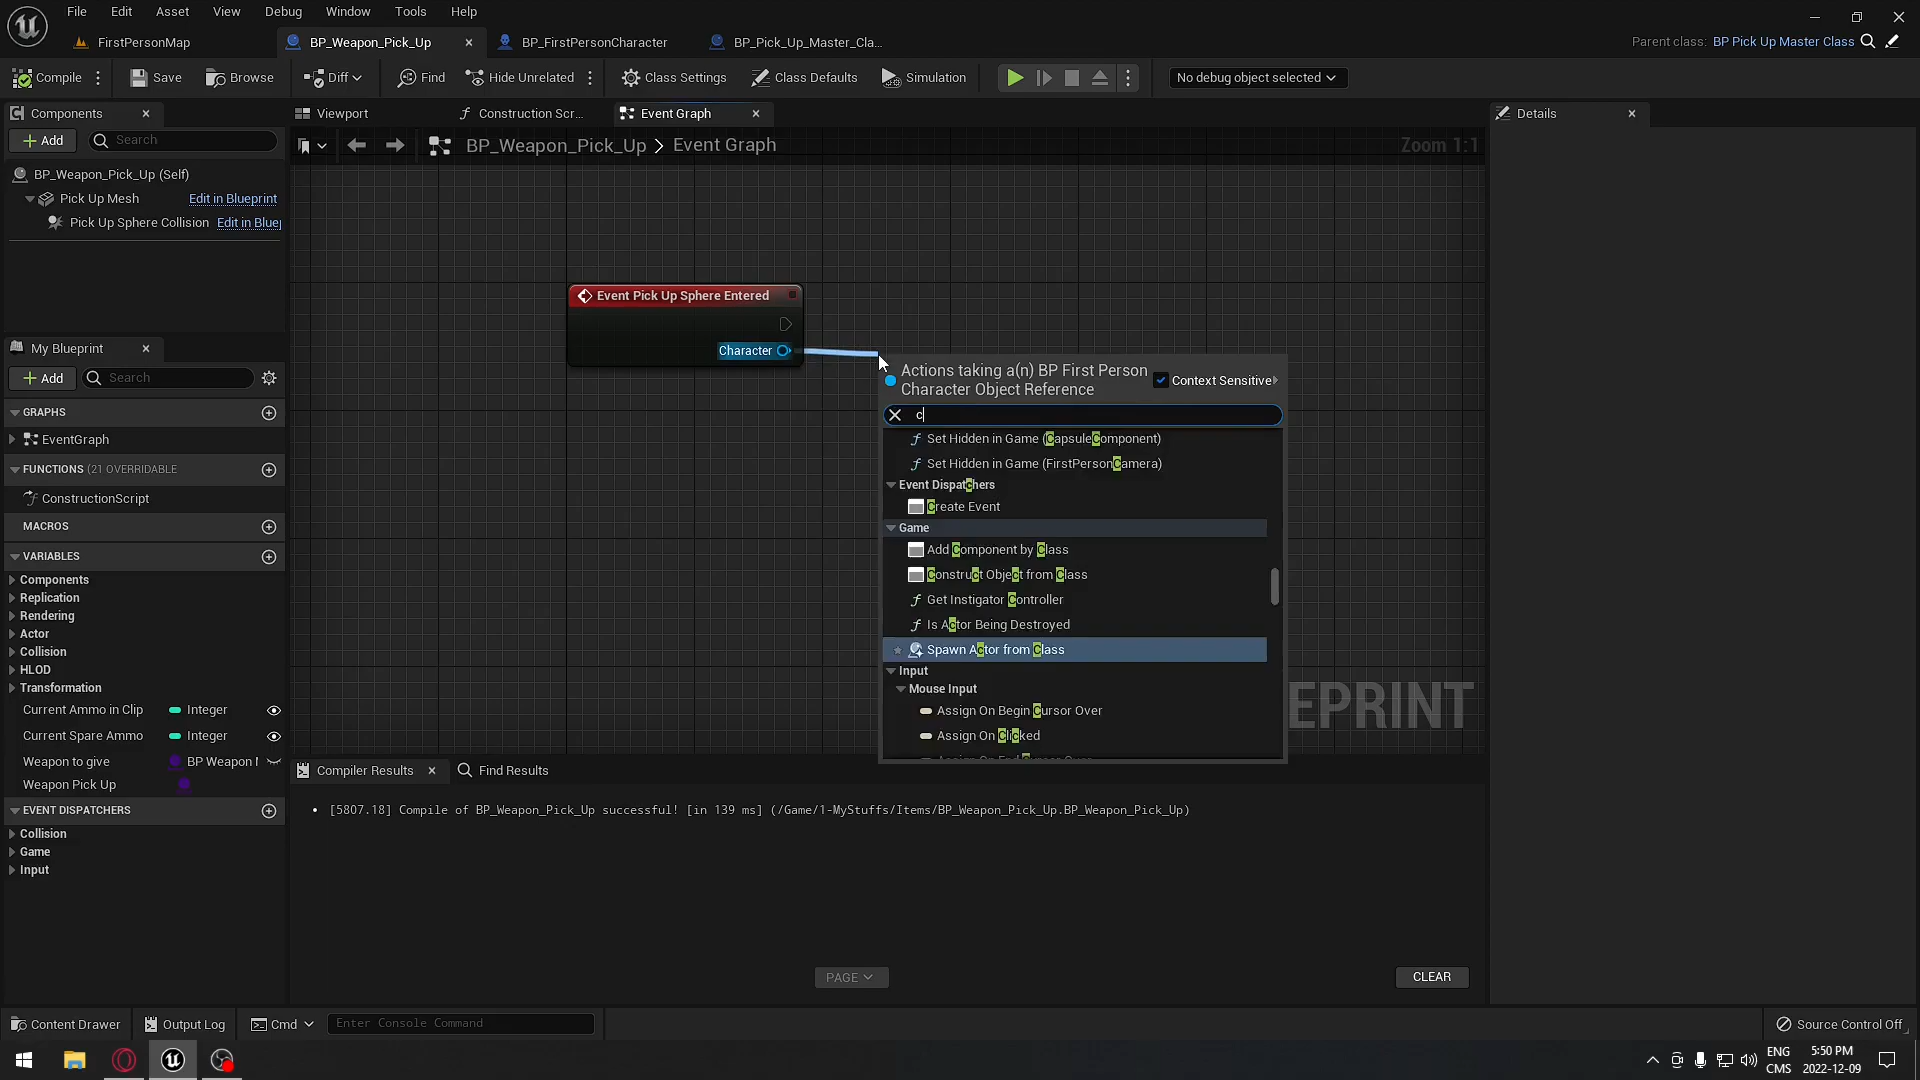 File Edit Asset View Debug Window Tools Help
FirstPersonMap
BP_Weapon_Pick_Up
BP_FirstPersonCharacter
BP_Pick_Up_Master_Cla...
Parent class: BP Pick Up Master Class
Compile Save Browse Diff Find Hide Unrelated Class Settings Class Defaults Simulation No debug object selected
Components
Viewport
Construction Scr...
Event Graph
Details
Add
Search
BP_Weapon_Pick_Up > Event Graph
Zoom 1:1
BP_Weapon_Pick_Up (Self)
Pick Up Mesh Edit in Blueprint
Pick Up Sphere Collision Edit in Blue
Event Pick Up Sphere Entered
Character
My Blueprint
Add
Search
GRAPHS
EventGraph
FUNCTIONS (21 OVERRIDABLE
ConstructionScript
MACROS
VARIABLES
Components
Replication
Rendering
Actor
Collision
HLOD
Transformation
Current Ammo in Clip Integer
Current Spare Ammo Integer
Weapon to give BP Weapon
Weapon Pick Up
EVENT DISPATCHERS
Collision
Game
Input
Actions taking a(n) BP First Person
Character Object Reference
Context Sensitive
c
Set Hidden in Game (CapsuleComponent)
Set Hidden in Game (FirstPersonCamera)
Event Dispatchers
Create Event
Game
Add Component by Class
Construct Object from Class
Get Instigator Controller
Is Actor Being Destroyed
Spawn Actor from Class
Input
Mouse Input
Assign On Begin Cursor Over
Assign On Clicked
EPRINT
Compiler Results
Find Results
[5807.18] Compile of BP_Weapon_Pick_Up successful! [in 139 ms] (/Game/1-MyStuffs/Items/BP_Weapon_Pick_Up.BP_Weapon_Pick_Up)
PAGE
CLEAR
Content Drawer Output Log Cmd Enter Console Command
Source Control Off
ENG
CMS
5:50 PM
2022-12-09